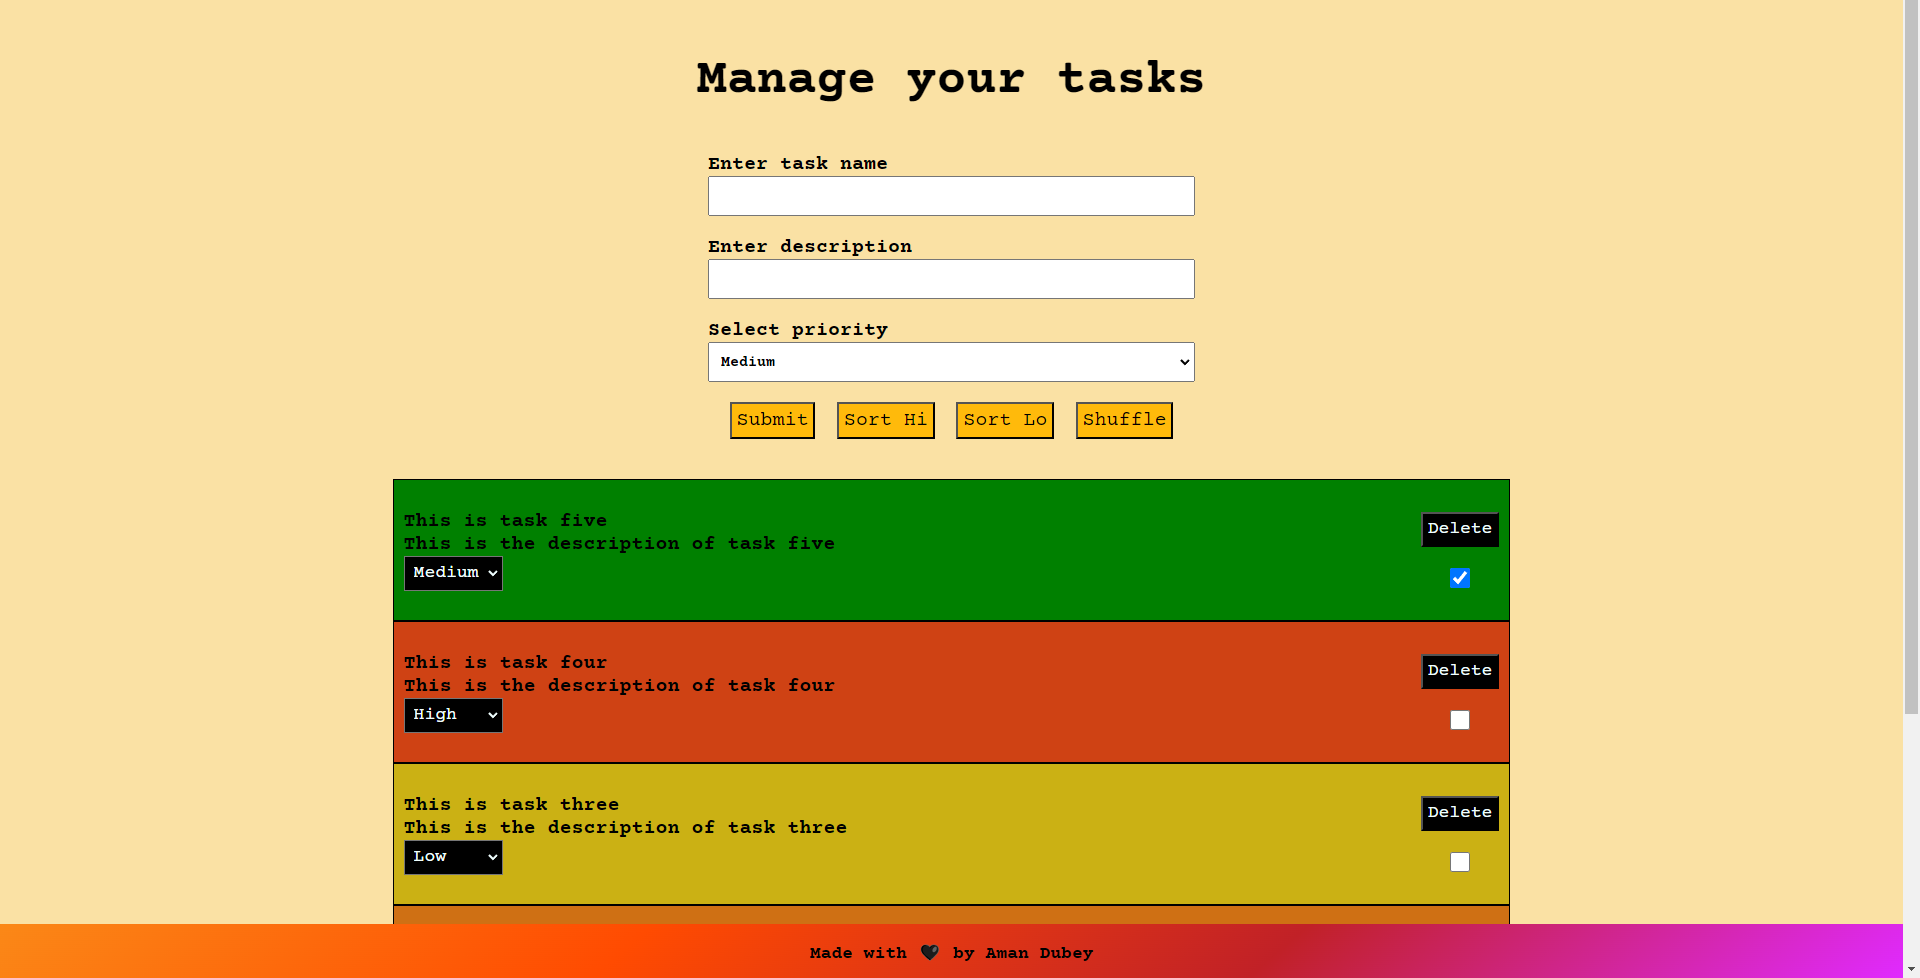 Manage your tasks
Enter task name
Enter description
Select priority
Medium
Submit Sort Hi Sort Lo Shuffle
This is task five
Delete
This is the description of task five
Medium
This is task four
Delete
This is the description of task four
High
This is task three
Delete
This is the description of task three
Low
Made with 🖤 by Aman Dubey